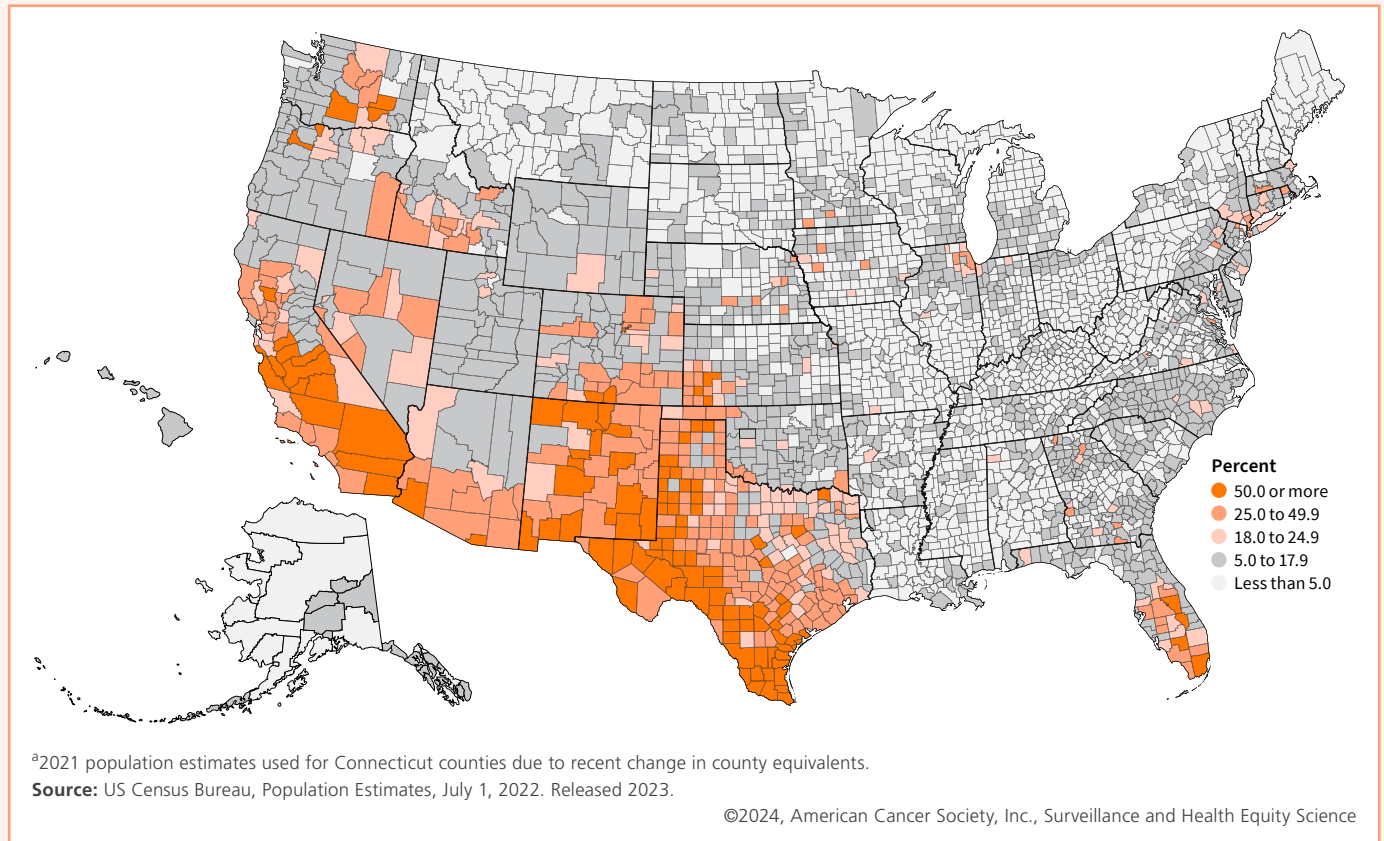 Percent
50.0 or more
25.0 to 49.9
18.0 to 24.9
5.0 to 17.9
Less than 5.0
a2021 population estimates used for Connecticut counties due to recent change in county equivalents.
Source: US Census Bureau, Population Estimates, July 1, 2022. Released 2023.
©2024, American Cancer Society, Inc., Surveillance and Health Equity Science